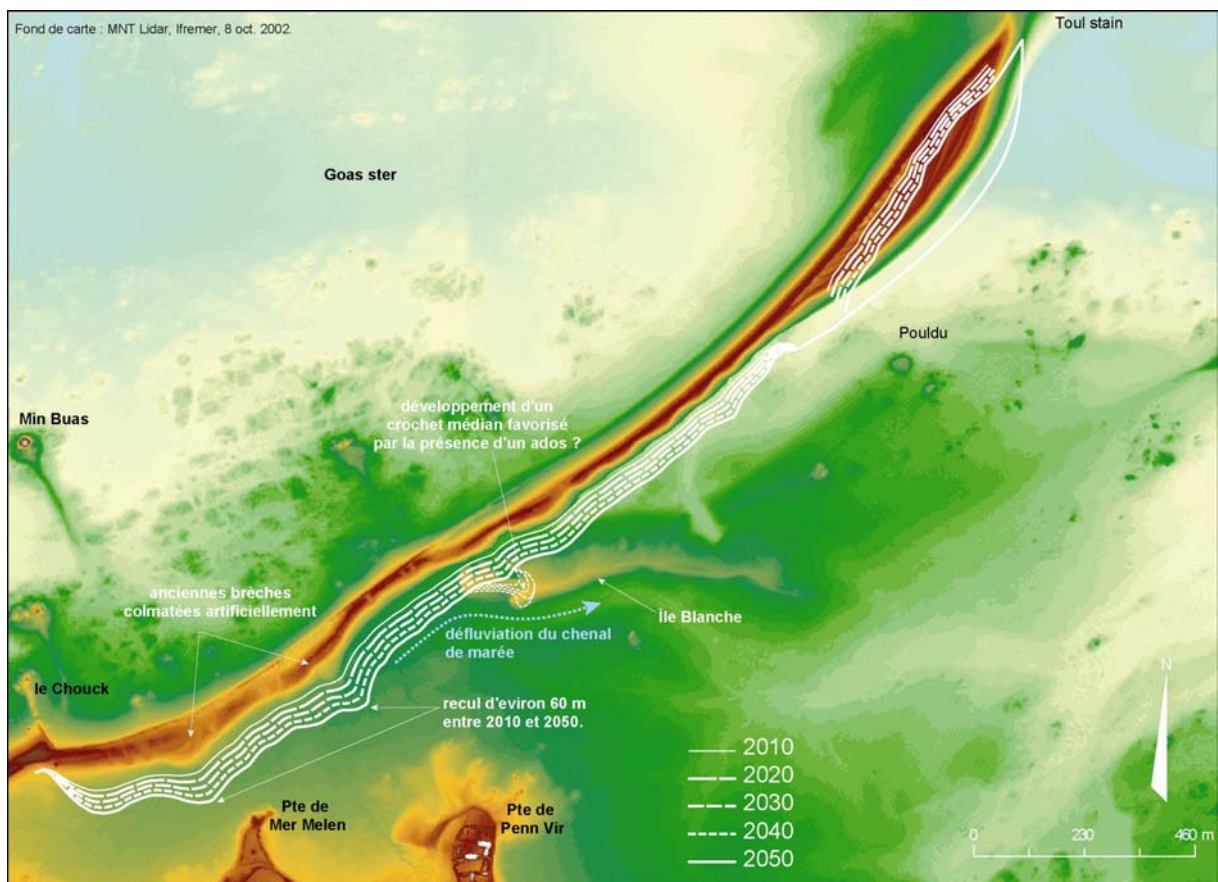 Fond de carte : MNT Lidar, Ifremer, 8 oct. 2002.
Toul stain
Goas ster
Pouldu
Min Buas
développement d'un
crochet médian favorisé
par la présence d'un ados ?
anciennes brèches
colmatées artificiellement
Île Blanche
défluviation du chenal
de marée
le Chouck
recul d'eviron 60 m
entre 2010 et 2050.
N
Pte de
Mer Melen
Pte de
Penn Vir
2010
2020
2030
2040
2050
0 230 460 m